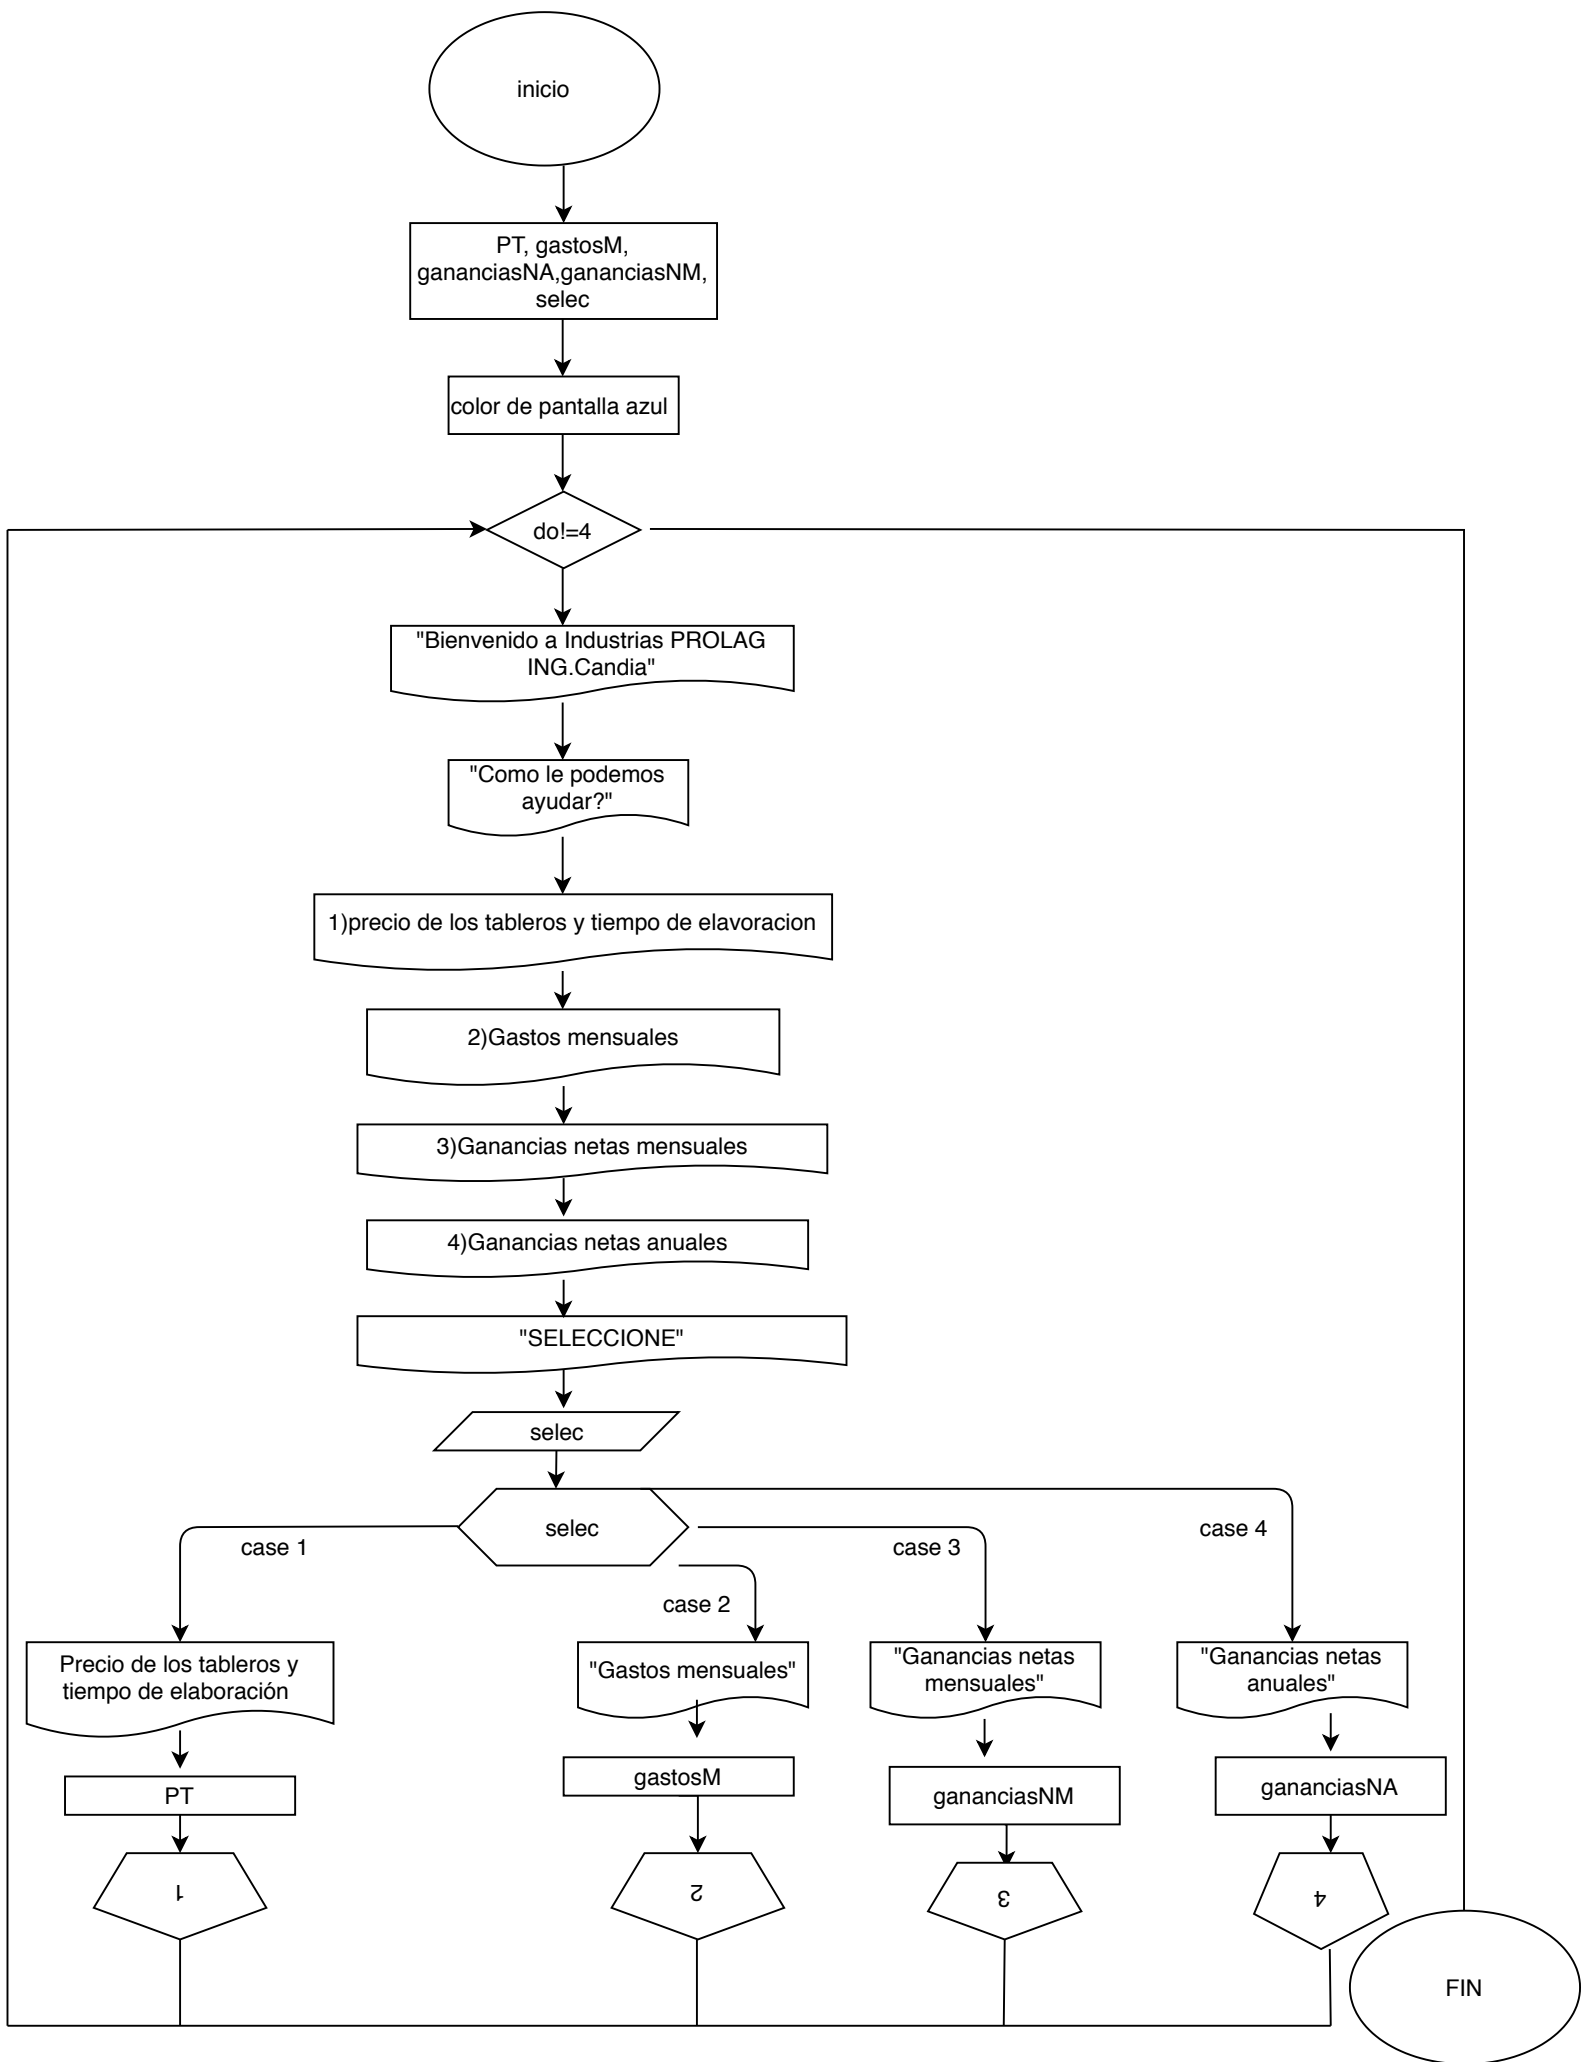 inicio
PT, gastosM,
gananciasNA,gananciasNM,
selec
color de pantalla azul
do!=4
"Bienvenido a Industrias PROLAG
ING.Candia"
"Como le podemos
ayudar?"
1)precio de los tableros y tiempo de elavoracion
2)Gastos mensuales
3)Ganancias netas mensuales
4)Ganancias netas anuales
"SELECCIONE"
selec
selec
case 1
case 2
case 3
case 4
Precio de los tableros y
tiempo de elaboración
"Gastos mensuales"
"Ganancias netas
mensuales"
"Ganancias netas
anuales"
PT
gastosM
gananciasNM
gananciasNA
1
2
3
4
FIN